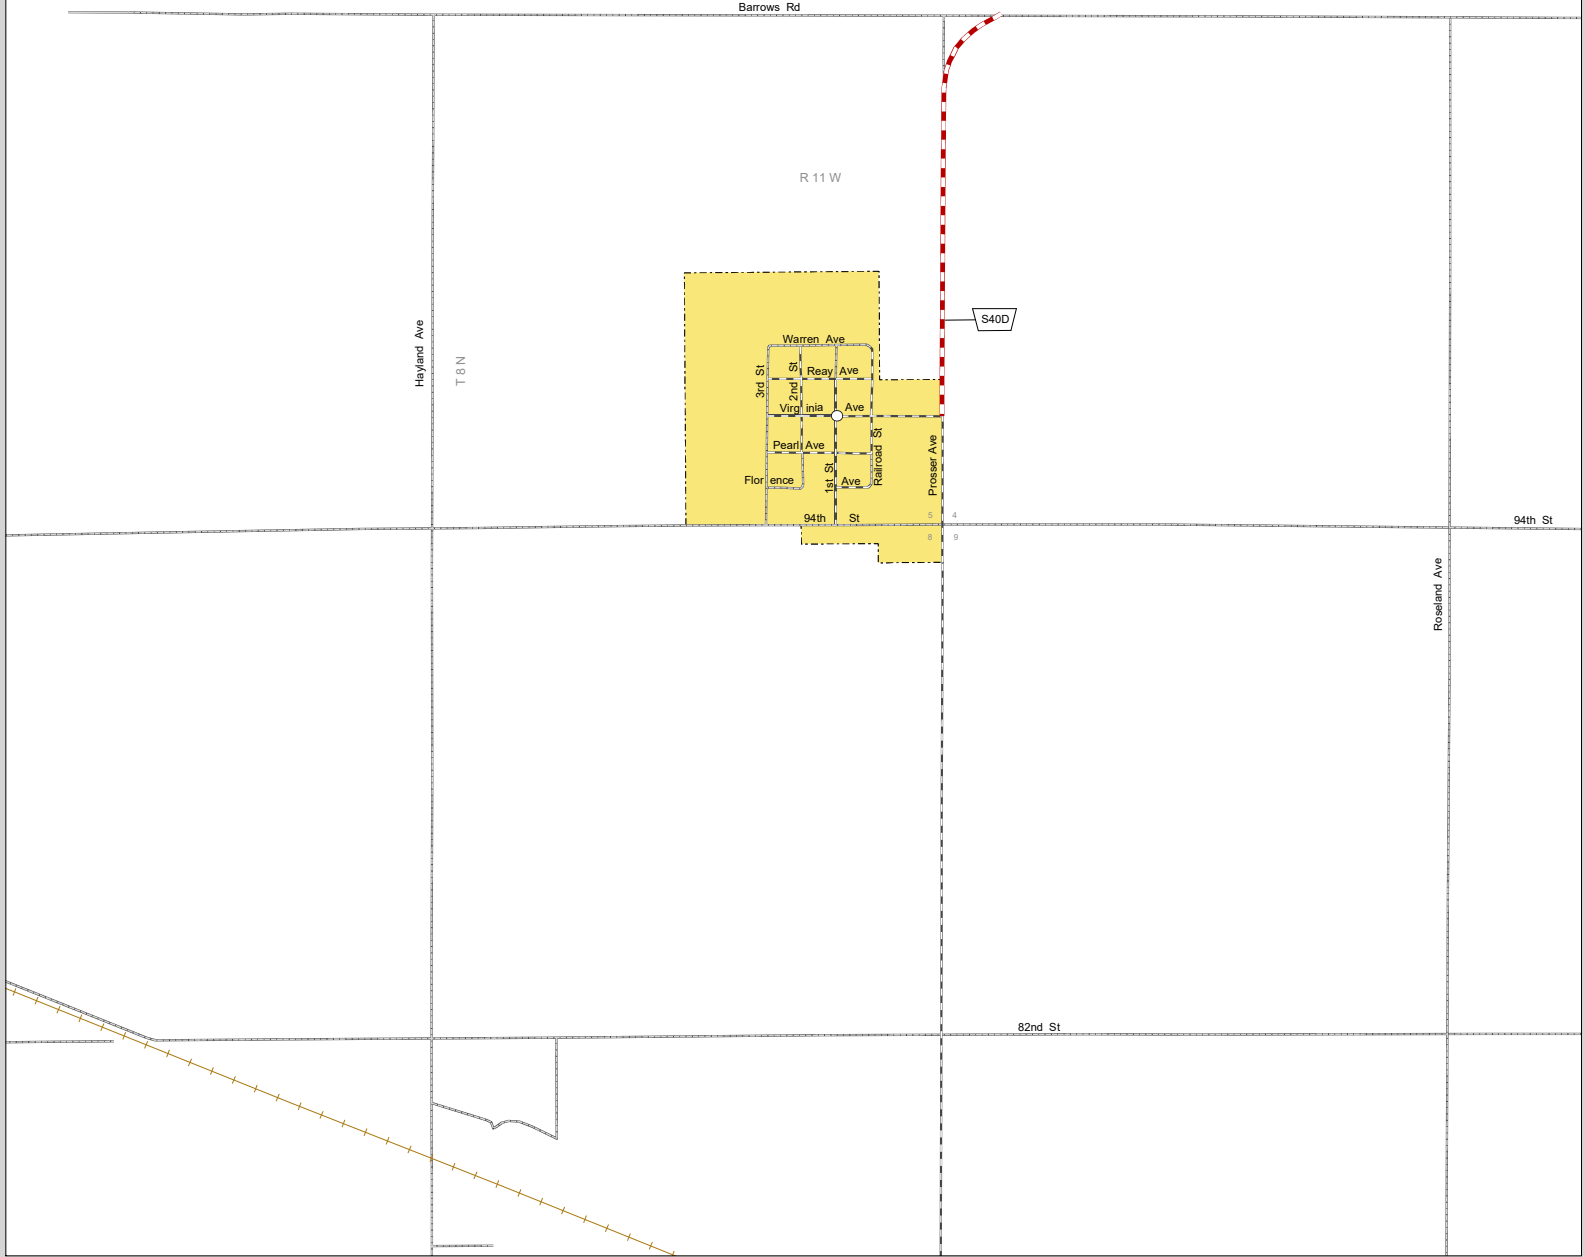 Barrows Rd
R 11 W
S40D
Hayland Ave
T 8 N
Warren Ave
3rd St
2nd St
Reay Ave
Virginia Ave
Pearl Ave
Railroad St
Prosser Ave
1st St
Florence Ave
94th St
5 4
8 9
94th St
Roseland Ave
82nd St